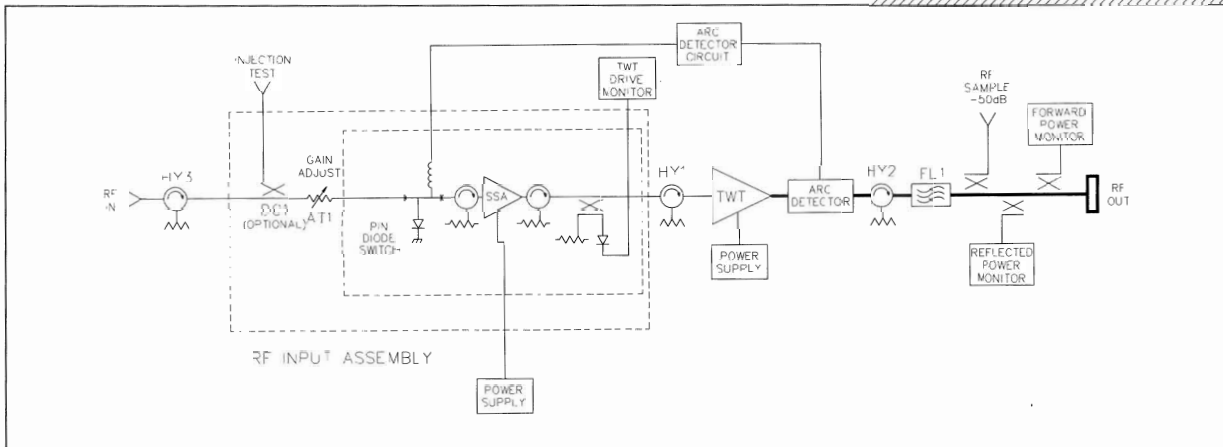 INJECTION
TEST
ARC
DETECTOR
CIRCUIT
TWT
DRIVE
MONITOR
RF
SAMPLE
-50dB
FORWARD
POWER
MONITOR
RF
IN
HY3
GAIN
ADJUST
DC1
(OPTIONAL)
AT1
PIN
DIODE
SWITCH
SSA
HY1
TWT
ARC
DETECTOR
HY2
FL1
RF
OUT
POWER
SUPPLY
REFLECTED
POWER
MONITOR
RF INPUT ASSEMBLY
POWER
SUPPLY